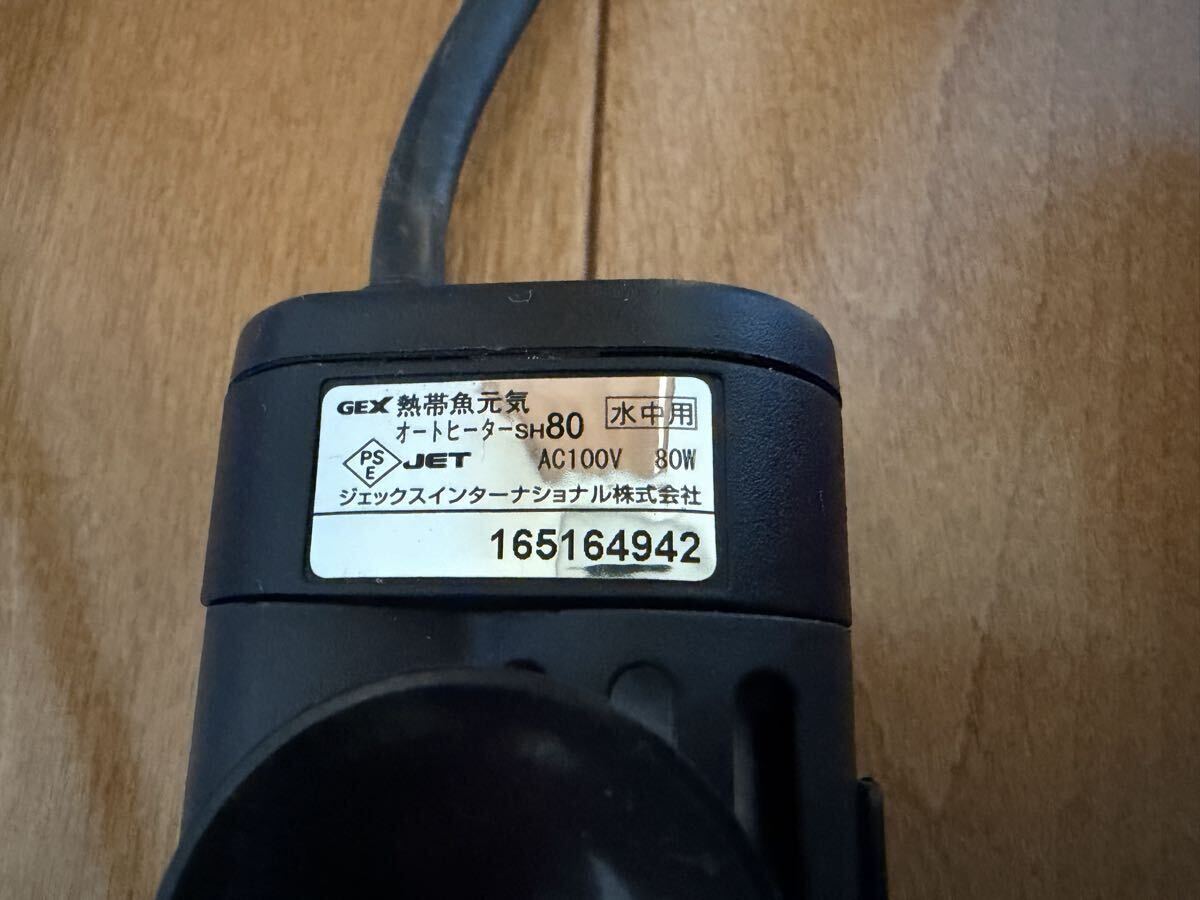 GEX 熱帯魚元気 水中用
オートヒーターSH80
PSE JET AC100V 80W
ジェックスインターナショナル株式会社
165164942